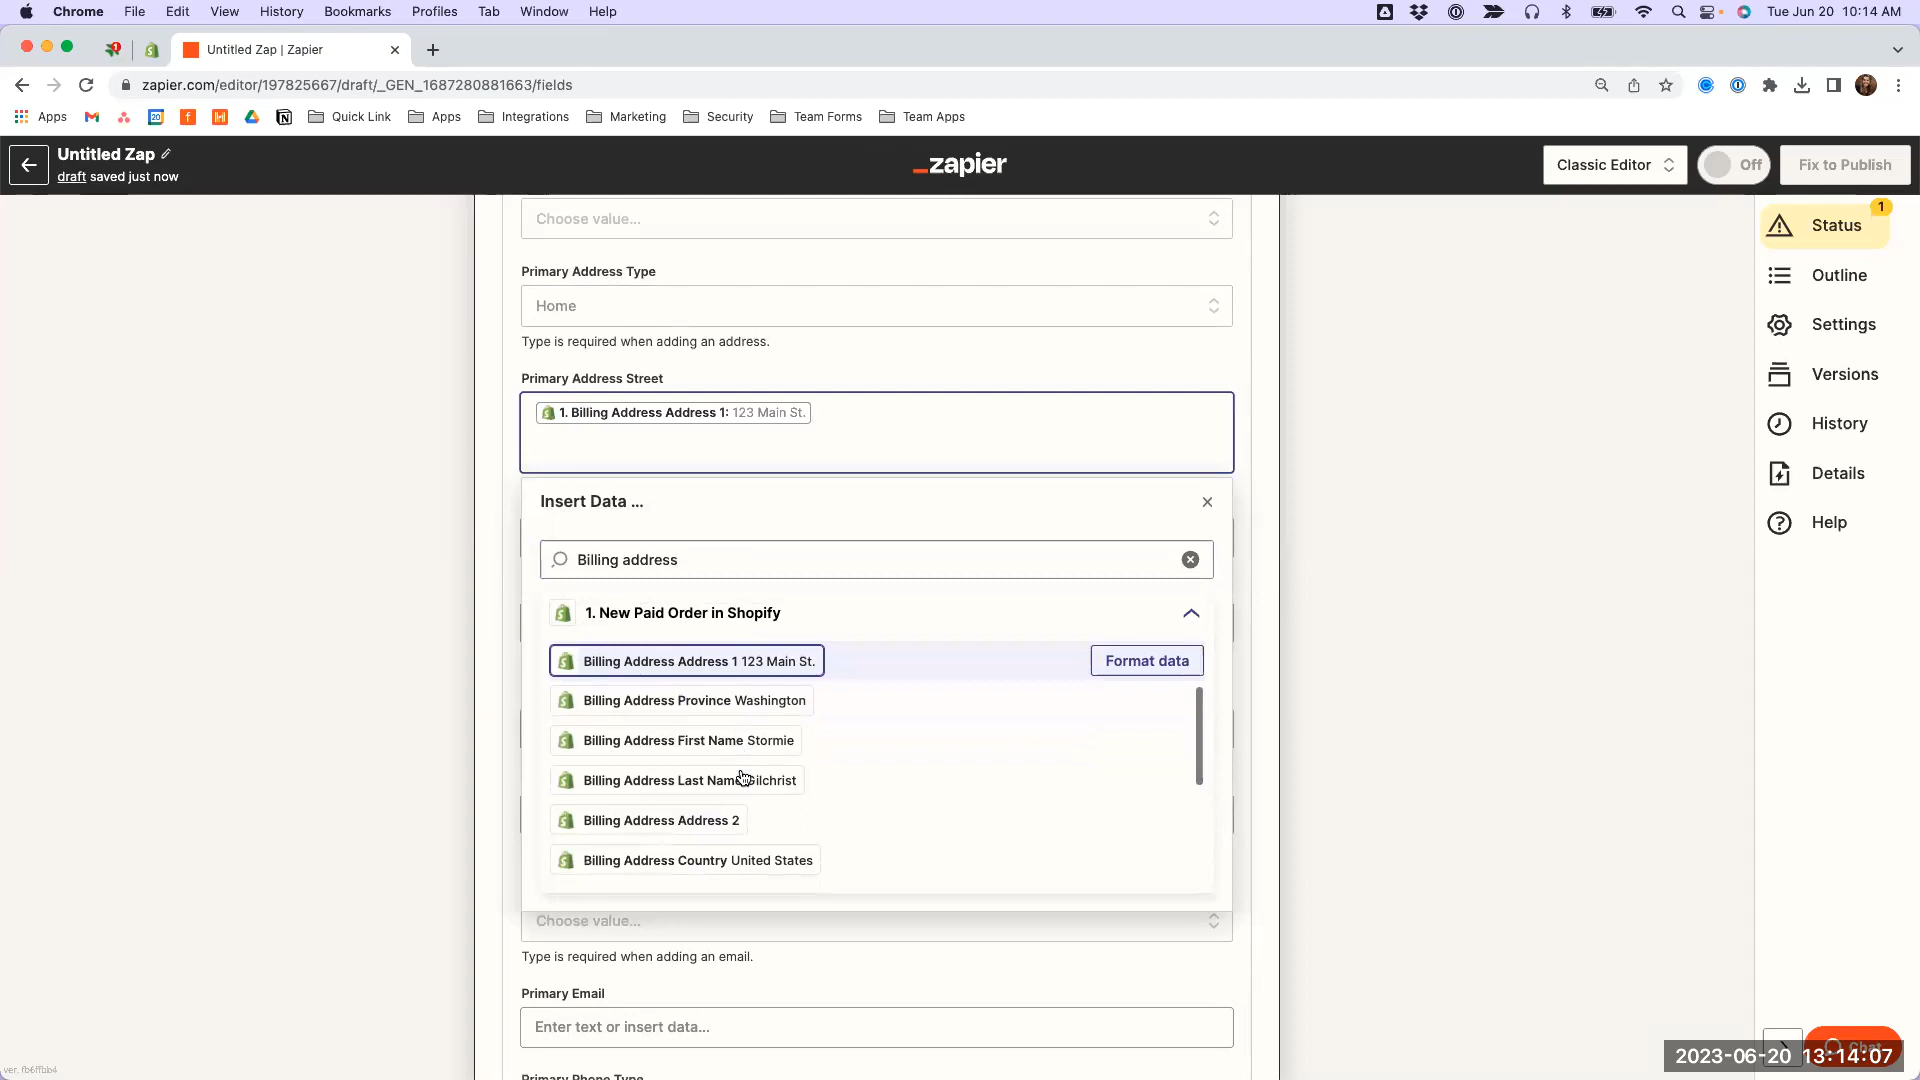 Chrome File Edit View History Bookmarks Profiles Tab Window Help Tue Jun 20 10:14 AM
Untitled Zap | Zapier
zapier.com/editor/197825667/draft/_GEN_1687280881663/fields
Apps Quick Link Apps Integrations Marketing Security Team Forms Team Apps
Untitled Zap
draft saved just now
zapier
Classic Editor
Off
Fix to Publish
Choose value...
Primary Address Type
Home
Type is required when adding an address.
Primary Address Street
1. Billing Address Address 1: 123 Main St.
Insert Data ...
Billing address
1. New Paid Order in Shopify
Billing Address Address 1 123 Main St.
Format data
Billing Address Province Washington
Billing Address First Name Stormie
Billing Address Last Name Gilchrist
Billing Address Address 2
Billing Address Country United States
Choose value...
Type is required when adding an email.
Primary Email
Enter text or insert data...
Primary Phone Type
1
Status
Outline
Settings
Versions
History
Details
Help
Chat
2023-06-20 13:14:07
ver. fb6ffbb4